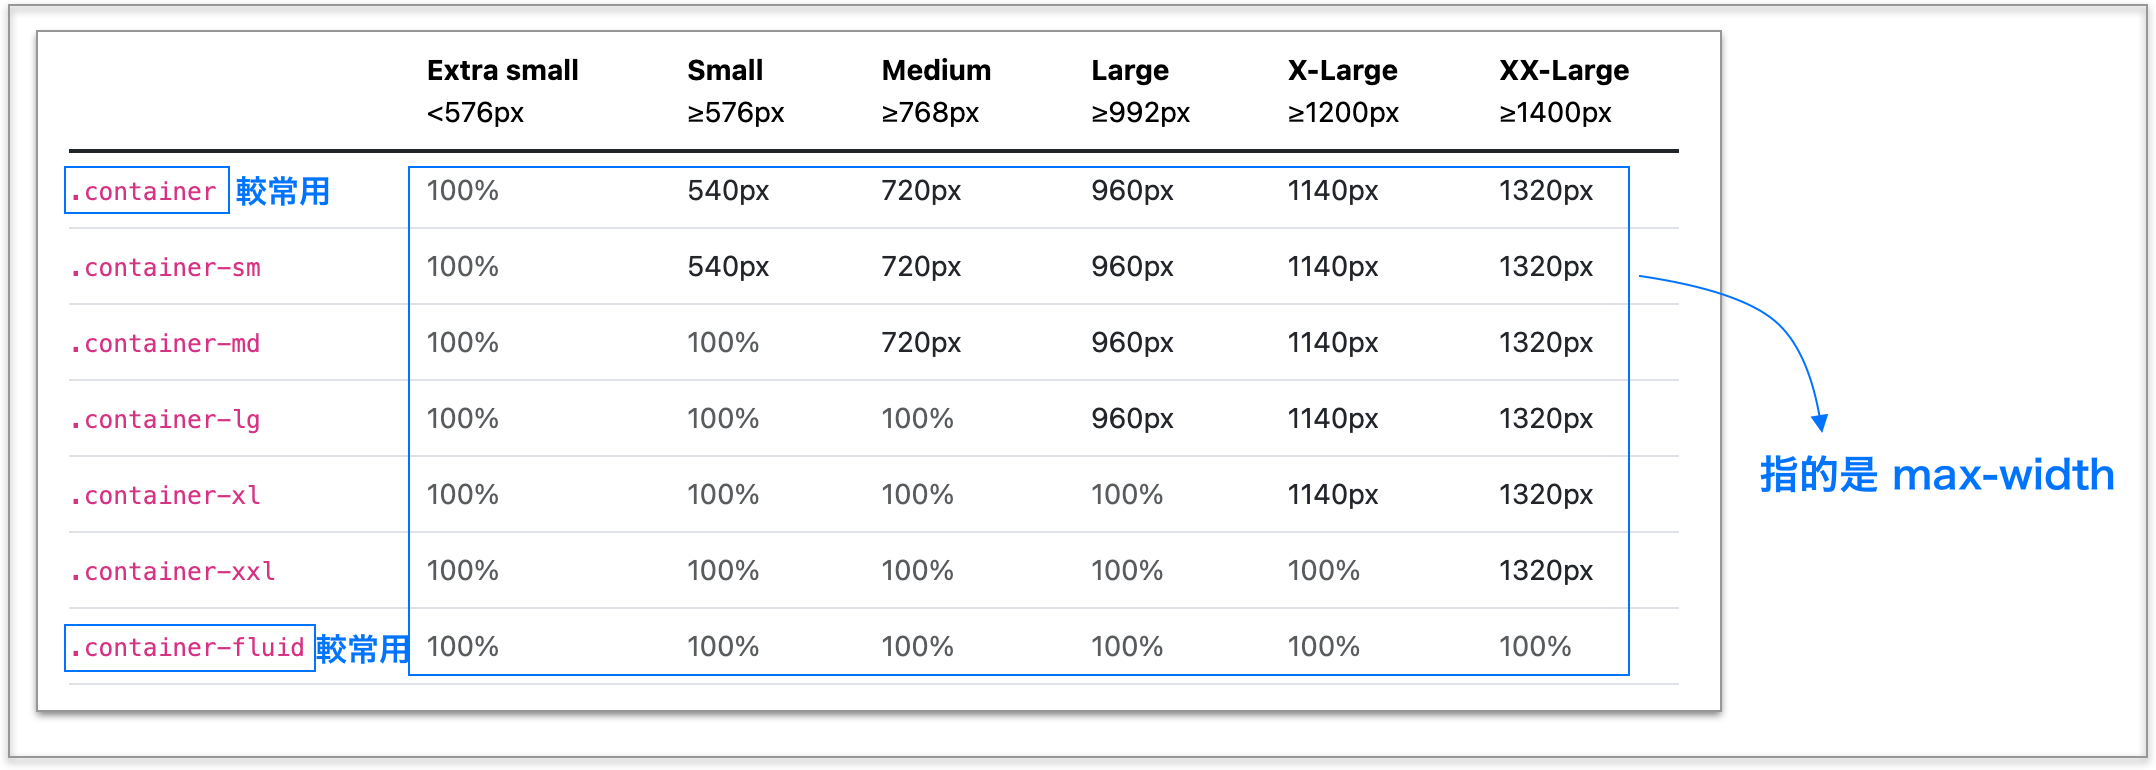 Extra small Small Medium Large X-Large XX-Large
<576px ≥576px ≥768px ≥992px ≥1200px ≥1400px
.container 較常用 100% 540px 720px 960px 1140px 1320px
.container-sm 100% 540px 720px 960px 1140px 1320px
.container-md 100% 100% 720px 960px 1140px 1320px
.container-lg 100% 100% 100% 960px 1140px 1320px
.container-xl 100% 100% 100% 100% 1140px 1320px
.container-xxl 100% 100% 100% 100% 100% 1320px
.container-fluid 較常用 100% 100% 100% 100% 100% 100%
指的是 max-width